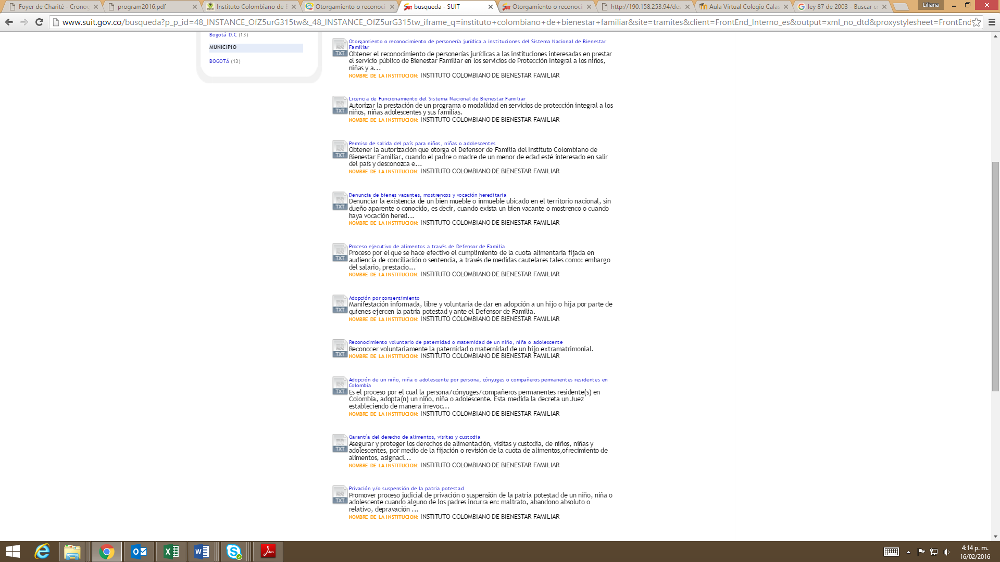 Foyer de Charité - Cronog
program2016.pdf
Instituto Colombiano de B
Otorgamiento o reconoci
busqueda - SUIT
Otorgamiento o reconoci
http://190.158.253.94/des
Aula Virtual Colegio Calas
ley 87 de 2003 - Buscar co
Liliana
www.suit.gov.co/busqueda?p_p_id=48_INSTANCE_OfZ5urG315tw&_48_INSTANCE_OfZ5urG315tw_iframe_q=instituto+colombiano+de+bienestar+familiar&site=tramites&client=FrontEnd_Interno_es&output=xml_no_dtd&proxystylesheet=FrontEnd
Bogotá D.C (13)
MUNICIPIO
BOGOTÁ (13)
TXT
Otorgamiento o reconocimiento de personería jurídica a instituciones del Sistema Nacional de Bienestar
Familiar
Obtener el reconocimiento de personerías jurídicas a las instituciones interesadas en prestar
el servicio público de Bienestar Familiar en los servicios de Protección Integral a los niños,
niñas y a...
NOMBRE DE LA INSTITUCION: INSTITUTO COLOMBIANO DE BIENESTAR FAMILIAR
TXT
Licencia de Funcionamiento del Sistema Nacional de Bienestar Familiar
Autorizar la prestación de un programa o modalidad en servicios de protección integral a los
niños, niñas adolescentes y sus familias.
NOMBRE DE LA INSTITUCION: INSTITUTO COLOMBIANO DE BIENESTAR FAMILIAR
TXT
Permiso de salida del país para niños, niñas o adolescentes
Obtener la autorización que otorga el Defensor de Familia del Instituto Colombiano de
Bienestar Familiar, cuando el padre o madre de un menor de edad esté interesado en salir
del país y desconozca e...
NOMBRE DE LA INSTITUCION: INSTITUTO COLOMBIANO DE BIENESTAR FAMILIAR
TXT
Denuncia de bienes vacantes, mostrencos y vocación hereditaria
Denunciar la existencia de un bien mueble o inmueble ubicado en el territorio nacional, sin
dueño aparente o conocido, es decir, cuando exista un bien vacante o mostrenco o cuando
haya vocación hered...
NOMBRE DE LA INSTITUCION: INSTITUTO COLOMBIANO DE BIENESTAR FAMILIAR
TXT
Proceso ejecutivo de alimentos a través de Defensor de Familia
Proceso por el que se hace efectivo el cumplimiento de la cuota alimentaria fijada en
audiencia de conciliación o sentencia, a través de medidas cautelares tales como: embargo
del salario, prestacio...
NOMBRE DE LA INSTITUCION: INSTITUTO COLOMBIANO DE BIENESTAR FAMILIAR
TXT
Adopción por consentimiento
Manifestación informada, libre y voluntaria de dar en adopción a un hijo o hija por parte de
quienes ejercen la patria potestad y ante el Defensor de Familia.
NOMBRE DE LA INSTITUCION: INSTITUTO COLOMBIANO DE BIENESTAR FAMILIAR
TXT
Reconocimiento voluntario de paternidad o maternidad de un niño, niña o adolescente
Reconocer voluntariamente la paternidad o maternidad de un hijo extramatrimonial.
NOMBRE DE LA INSTITUCION: INSTITUTO COLOMBIANO DE BIENESTAR FAMILIAR
TXT
Adopción de un niño, niña o adolescente por persona, cónyuges o compañeros permanentes residentes en
Colombia
Es el proceso por el cual la persona/cónyuges/compañeros permanentes residente(s) en
Colombia, adopta(n) un niño, niña o adolescente. Esta medida la decreta un Juez
estableciendo de manera irrevoc...
NOMBRE DE LA INSTITUCION: INSTITUTO COLOMBIANO DE BIENESTAR FAMILIAR
TXT
Garantía del derecho de alimentos, visitas y custodia
Asegurar y proteger los derechos de alimentación, visitas y custodia, de niños, niñas y
adolescentes, por medio de la fijación o revisión de la cuota de alimentos,ofrecimiento de
alimentos, asignaci...
NOMBRE DE LA INSTITUCION: INSTITUTO COLOMBIANO DE BIENESTAR FAMILIAR
TXT
Privación y/o suspensión de la patria potestad
Promover proceso judicial de privación o suspensión de la patria potestad de un niño, niña o
adolescente cuando alguno de los padres incurra en: maltrato, abandono absoluto o
relativo, depravación ...
NOMBRE DE LA INSTITUCION: INSTITUTO COLOMBIANO DE BIENESTAR FAMILIAR
4:14 p. m.
16/02/2016